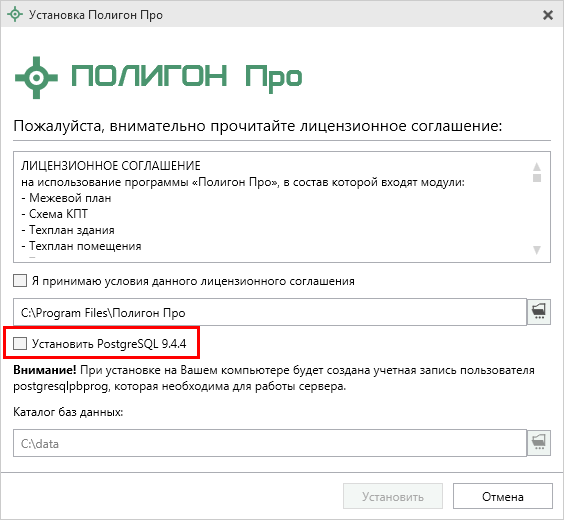 Установка Полигон Про
ПОЛИГОН Про
Пожалуйста, внимательно прочитайте лицензионное соглашение:
ЛИЦЕНЗИОННОЕ СОГЛАШЕНИЕ
на использование программы «Полигон Про», в состав которой входят модули:
- Межевой план
- Схема КПТ
- Техплан здания
- Техплан помещения
Я принимаю условия данного лицензионного соглашения
C:\Program Files\Полигон Про
Установить PostgreSQL 9.4.4
Внимание! При установке на Вашем компьютере будет создана учетная запись пользователя
postgresqlpbprog, которая необходима для работы сервера.
Каталог баз данных:
C:\data
Установить
Отмена